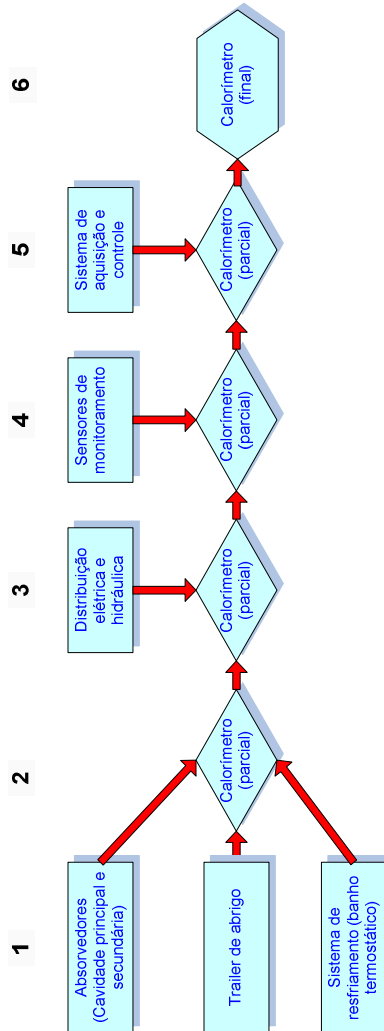 1
2
3
4
5
6
Absorvedores
(Cavidade principal e
secundária)
Trailer de abrigo
Sistema de
resfriamento (banho
termostático)
Calorímetro
(parcial)
Distribuição
elétrica e
hidráulica
Calorímetro
(parcial)
Sensores de
monitoramento
Calorímetro
(parcial)
Sistema de
aquisição e
controle
Calorímetro
(parcial)
Calorímetro
(final)